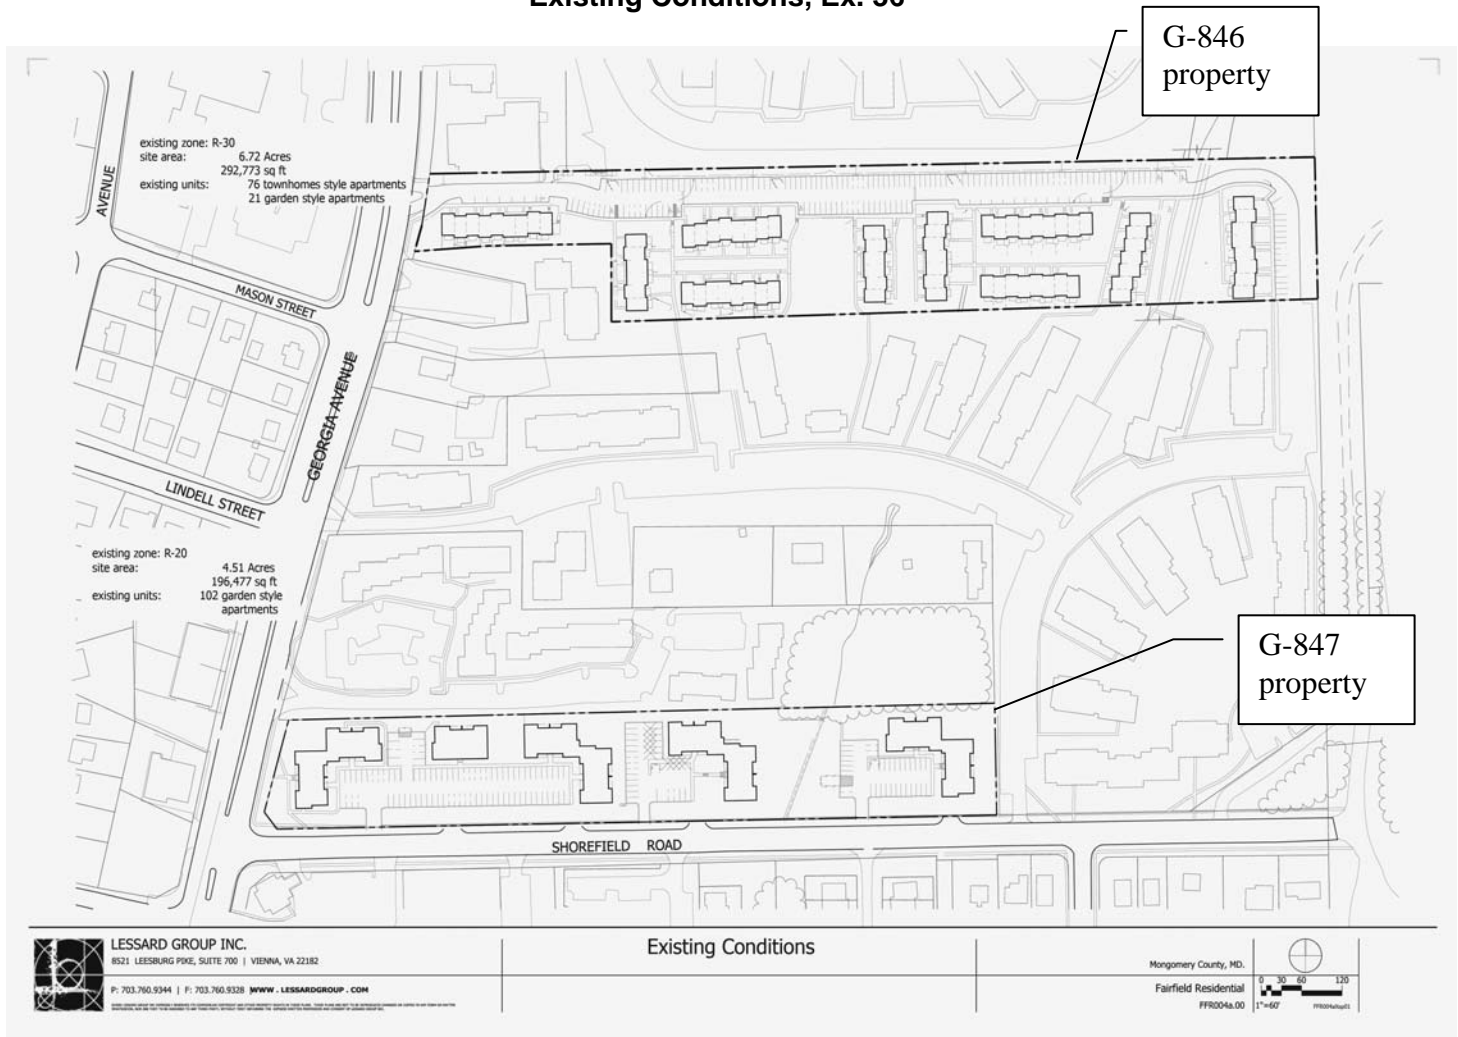 Existing Conditions, Ex. 36
G-846
property
existing zone: R-30
site area: 6.72 Acres
292,773 sq ft
existing units: 76 townhomes style apartments
21 garden style apartments
AVENUE
MASON STREET
GEORGIA AVENUE
LINDELL STREET
existing zone: R-20
site area: 4.51 Acres
196,477 sq ft
existing units: 102 garden style
apartments
G-847
property
SHOREFIELD ROAD
LESSARD GROUP INC.
8521 LEESBURG PIKE, SUITE 700 | VIENNA, VA 22182
P: 703.760.9344 | F: 703.760.9328 WWW . LESSARDGROUP . COM
Existing Conditions
Montgomery County, MD.
Fairfield Residential
FFR004a.00
0 30 60 120
1"=60'